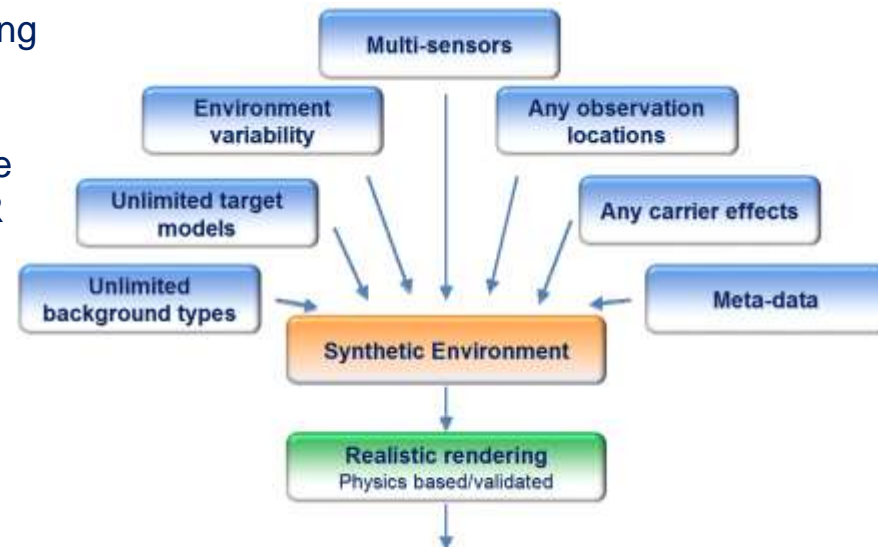 ng
e
R
Multi-sensors
Environment
variability
Any observation
locations
Unlimited target
models
Any carrier effects
Unlimited
background types
Meta-data
Synthetic Environment
Realistic rendering
Physics based/validated